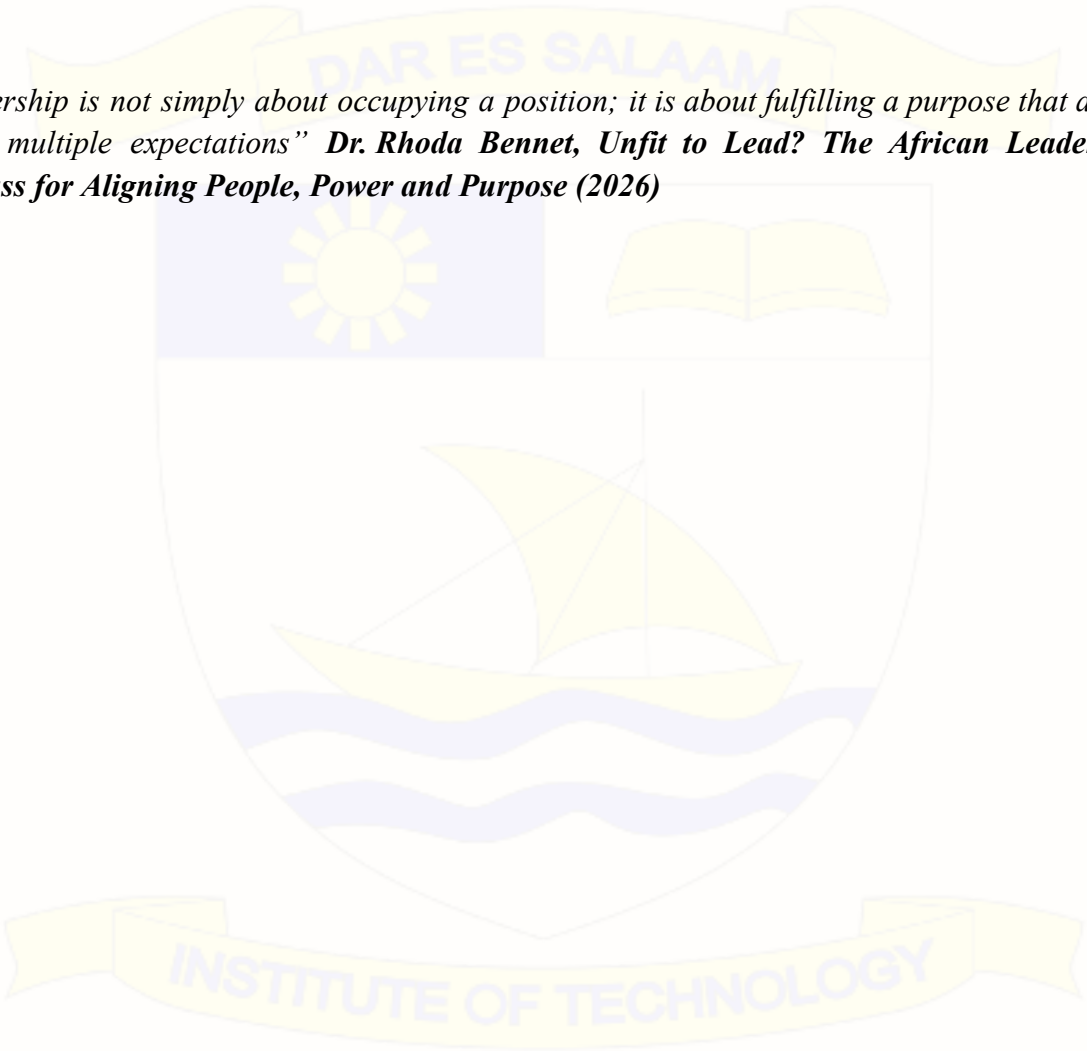 DAR ES SALAAM
ership is not simply about occupying a position; it is about fulfilling a purpose that a
multiple expectations” Dr. Rhoda Bennet, Unfit to Lead? The African Leade
ss for Aligning People, Power and Purpose (2026)
INSTITUTE OF TECHNOLOGY